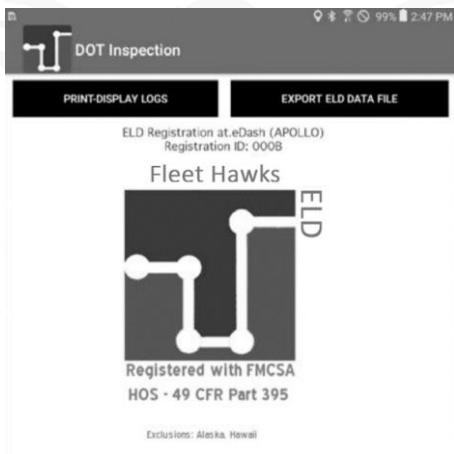 99% 2:47 PM
DOT Inspection
PRINT-DISPLAY LOGS
EXPORT ELD DATA FILE
ELD Registration at.eDash (APOLLO)
Registration ID: 000B
Fleet Hawks
ELD
Registered with FMCSA
HOS - 49 CFR Part 395
Exclusions: Alaska, Hawaii